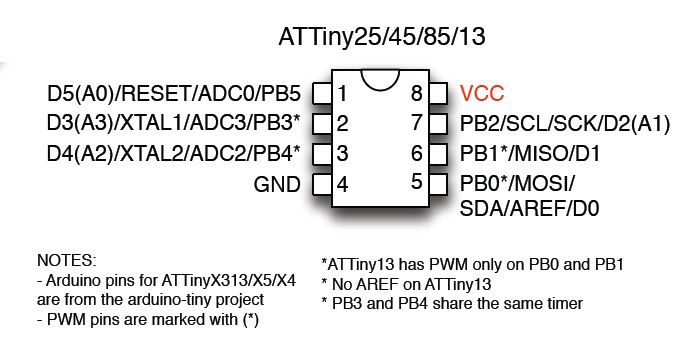 ATTiny25/45/85/13
D5(A0)/RESET/ADC0/PB5 1 8 VCC
D3(A3)/XTAL1/ADC3/PB3* 2 7 PB2/SCL/SCK/D2(A1)
D4(A2)/XTAL2/ADC2/PB4* 3 6 PB1*/MISO/D1
GND 4 5 PB0*/MOSI/
SDA/AREF/D0
NOTES:
- Arduino pins for ATTinyX313/X5/X4
are from the arduino-tiny project
- PWM pins are marked with (*)
*ATTiny13 has PWM only on PB0 and PB1
* No AREF on ATTiny13
* PB3 and PB4 share the same timer